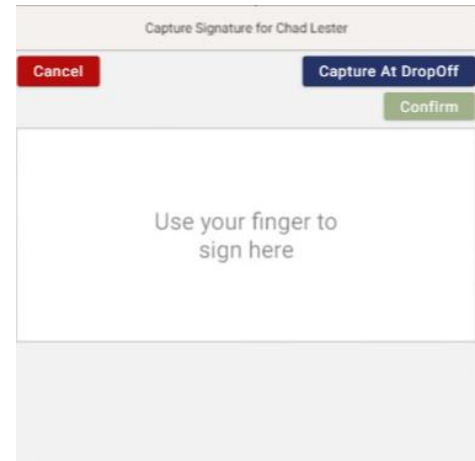 Capture Signature for Chad Lester
Cancel
Capture At DropOff
Confirm
Use your finger to
sign here